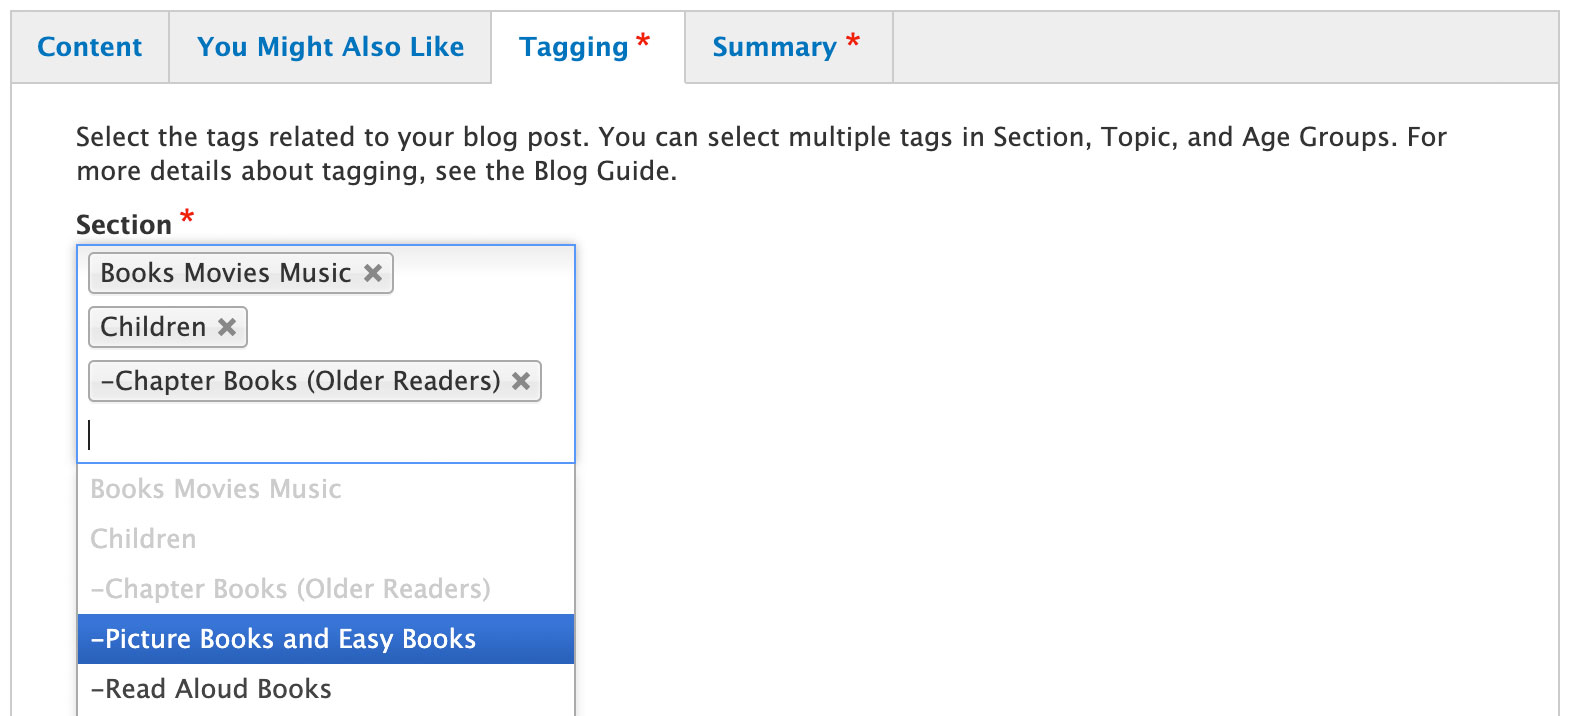 Content You Might Also Like Tagging * Summary *
Select the tags related to your blog post. You can select multiple tags in Section, Topic, and Age Groups. For
more details about tagging, see the Blog Guide.
Section *
Books Movies Music
Children
-Chapter Books (Older Readers)
Books Movies Music
Children
-Chapter Books (Older Readers)
-Picture Books and Easy Books
-Read Aloud Books